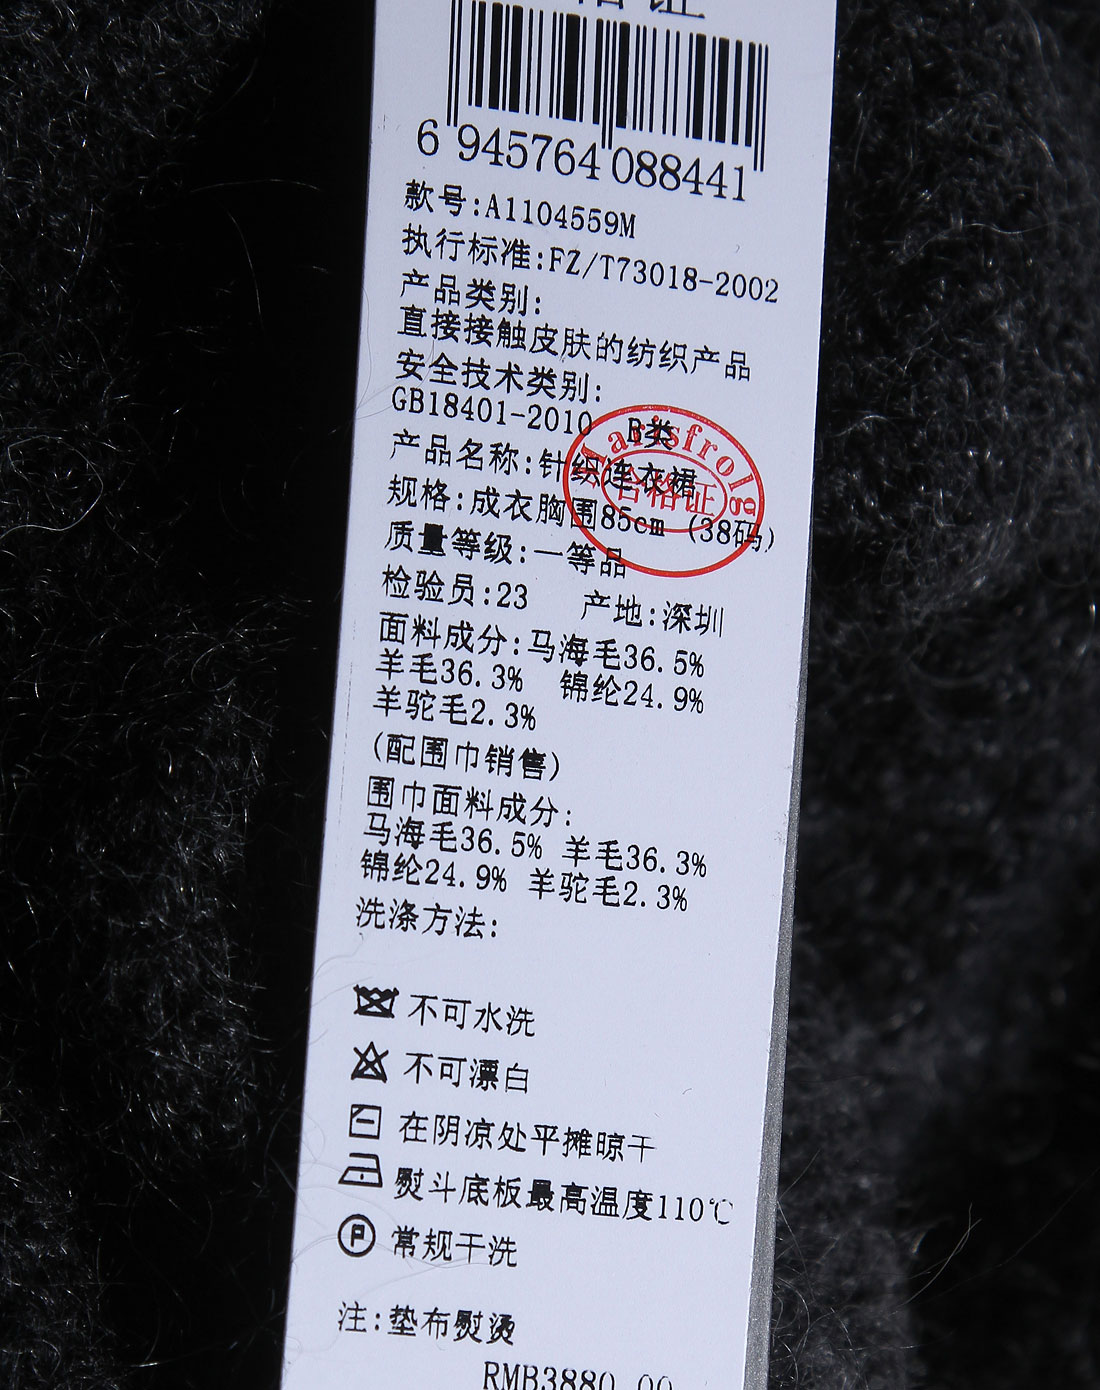 合格证
6 945764 088441
款号:A1104559M
执行标准:FZ/T73018-2002
产品类别:
直接接触皮肤的纺织产品
安全技术类别:
GB18401-2010 B类
产品名称:针织连衣裙
规格:成衣胸围85cm (38码)
质量等级:一等品
Marisfrolg
合格证
检验员:23 产地:深圳
面料成分:马海毛36.5%
羊毛36.3% 锦纶24.9%
羊驼毛2.3%
(配围巾销售)
围巾面料成分:
马海毛36.5% 羊毛36.3%
锦纶24.9% 羊驼毛2.3%
洗涤方法:
不可水洗
不可漂白
在阴凉处平摊晾干
熨斗底板最高温度110℃
P 常规干洗
注:垫布熨烫
RMB3880.00